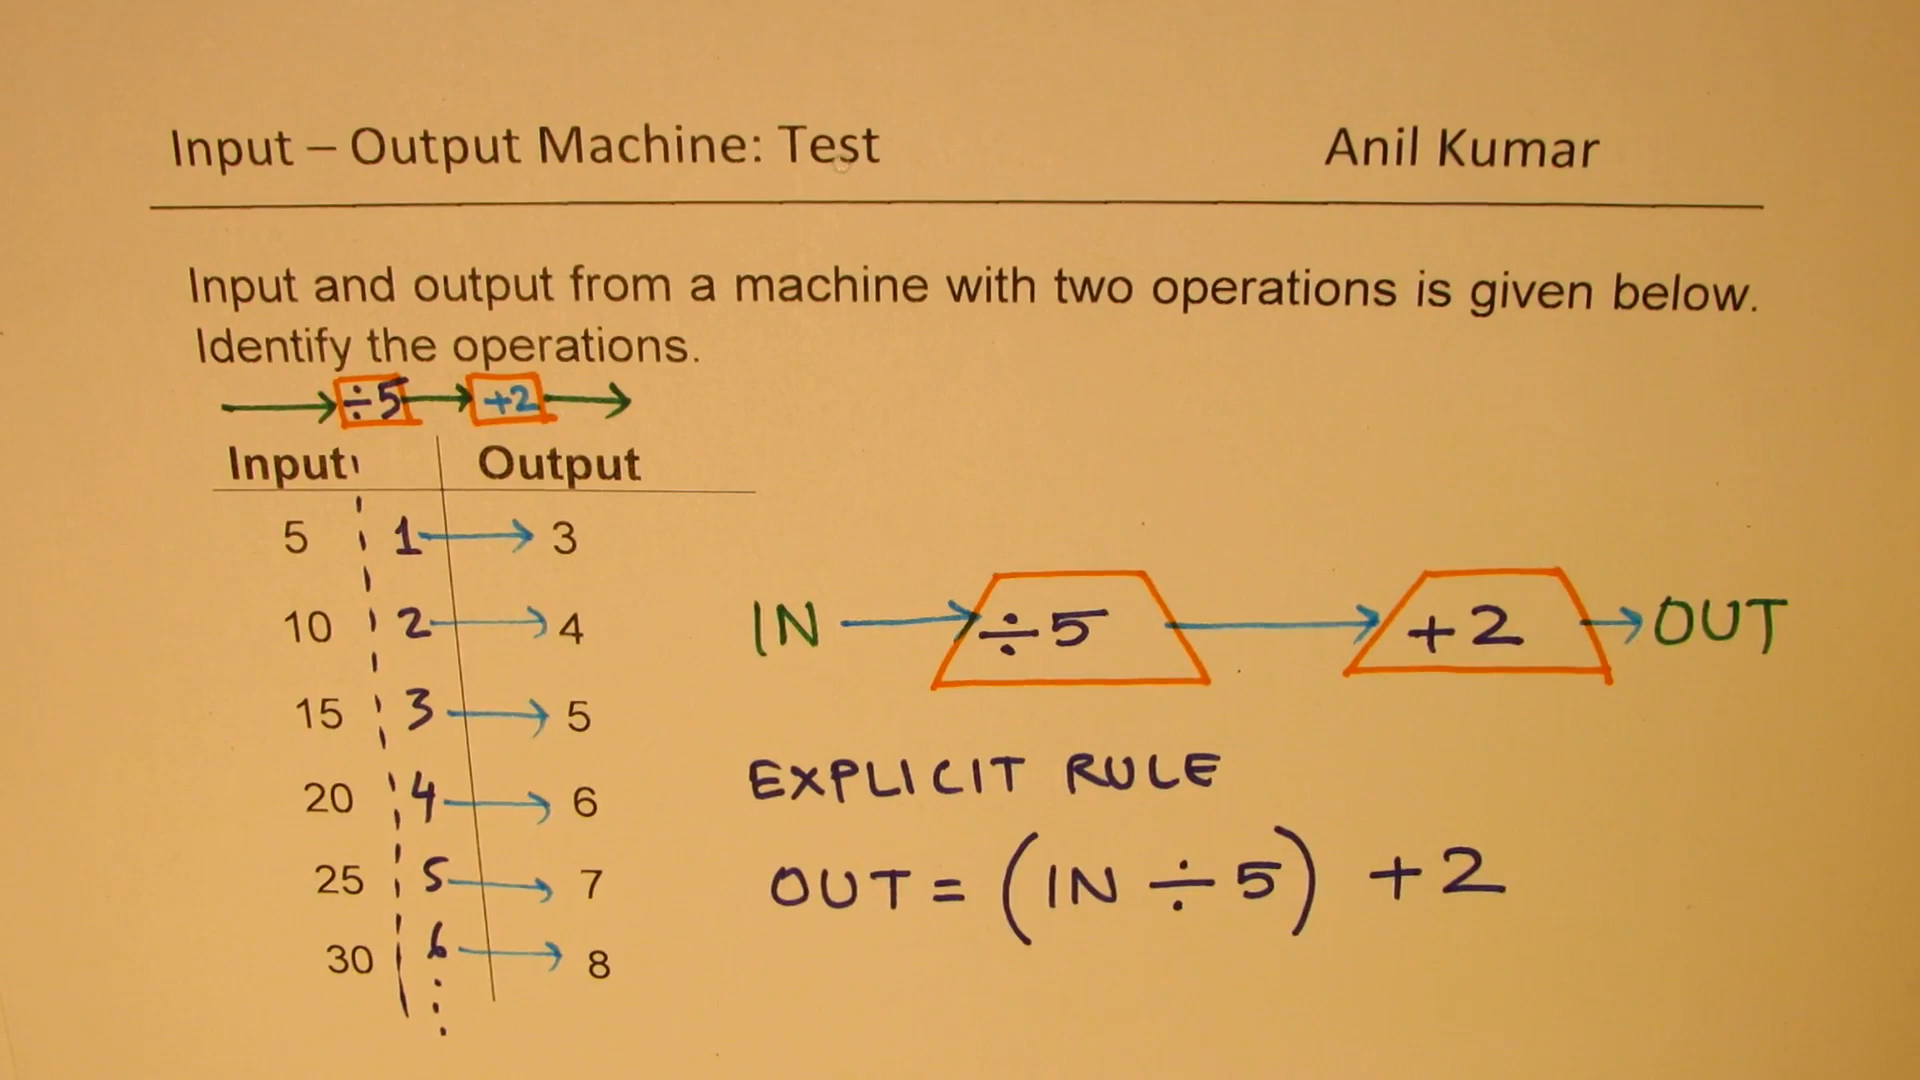 Input – Output Machine: Test Anil Kumar
Input and output from a machine with two operations is given below.
Identify the operations.
÷5 +2
Input Output
5 1 3
10 2 4
15 3 5
20 4 6
25 5 7
30 6 8
IN ÷5 +2 OUT
EXPLICIT RULE
OUT = (IN ÷ 5) + 2